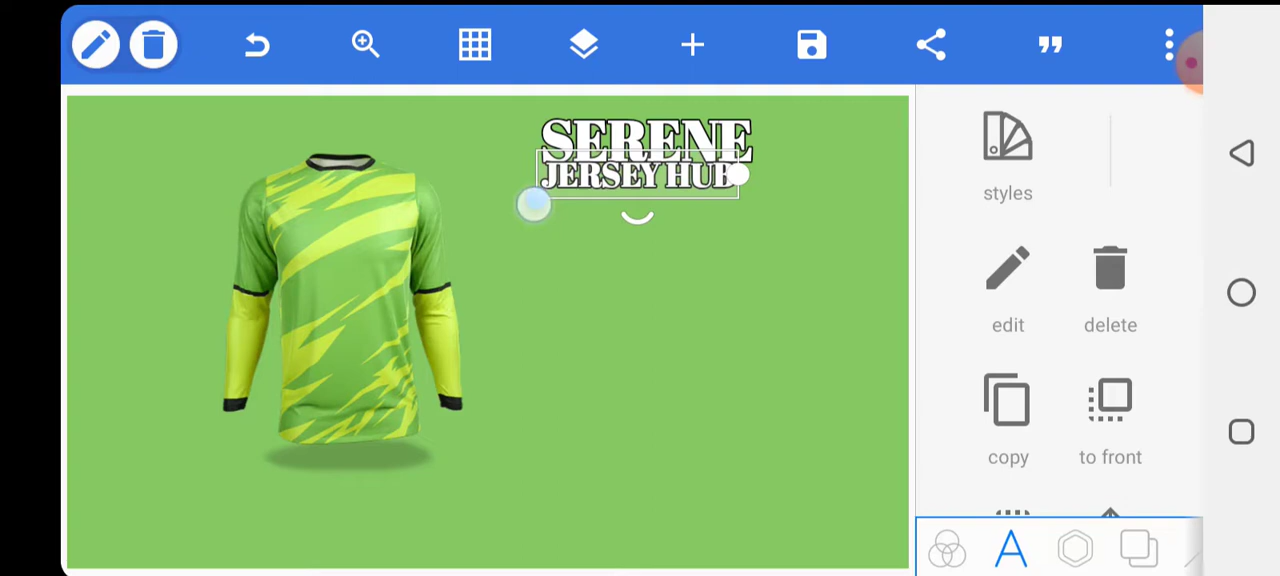 SERENE
JERSEY HUB
styles
edit
delete
copy
to front